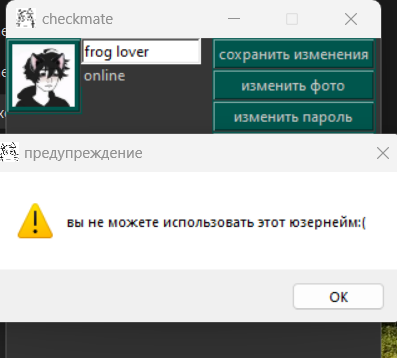 checkmate
frog lover
online
сохранить изменения
изменить фото
изменить пароль
предупреждение
вы не можете использовать этот юзернейм:(
OK